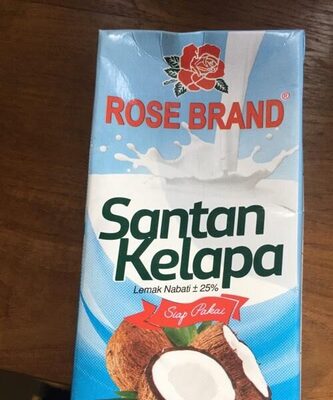 ROSE BRAND®
Santan
Kelapa
Lemak Nabati ± 25%
Siap Pakai